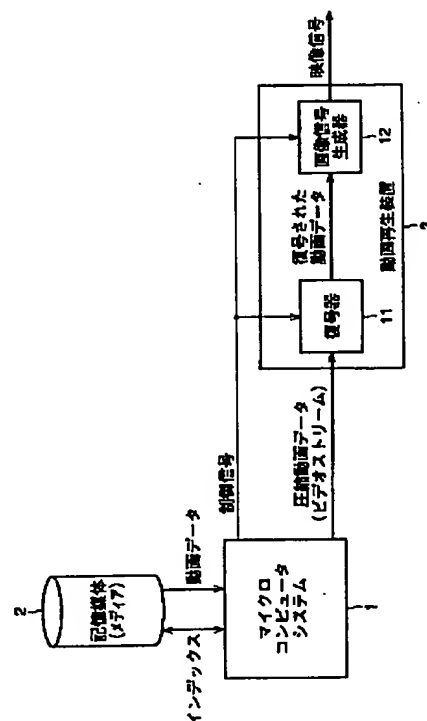 2
記憶媒体
(メディア)
インデックス
動画データ
マイクロ
コンピュータ
システム
1
制御信号
圧縮動画データ
(ビデオストリーム)
復号器
11
復号された
動画データ
画像信号
生成器
12
動画再生装置
3
映像信号